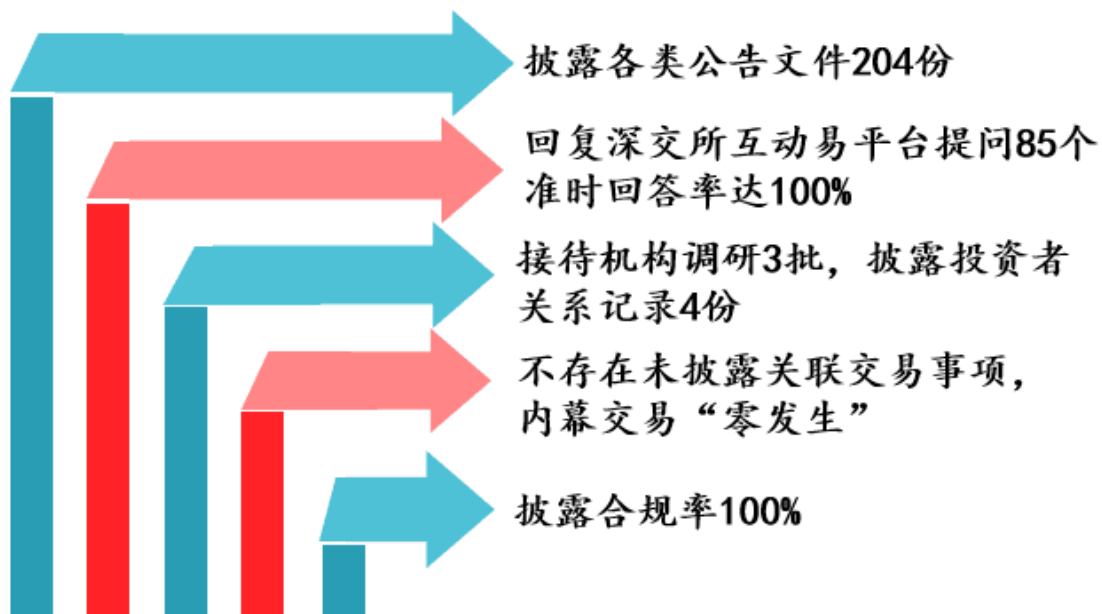 披露各类公告文件204份
回复深交所互动易平台提问85个
准时回答率达100%
接待机构调研3批，披露投资者
关系记录4份
不存在未披露关联交易事项，
内幕交易“零发生”
披露合规率100%